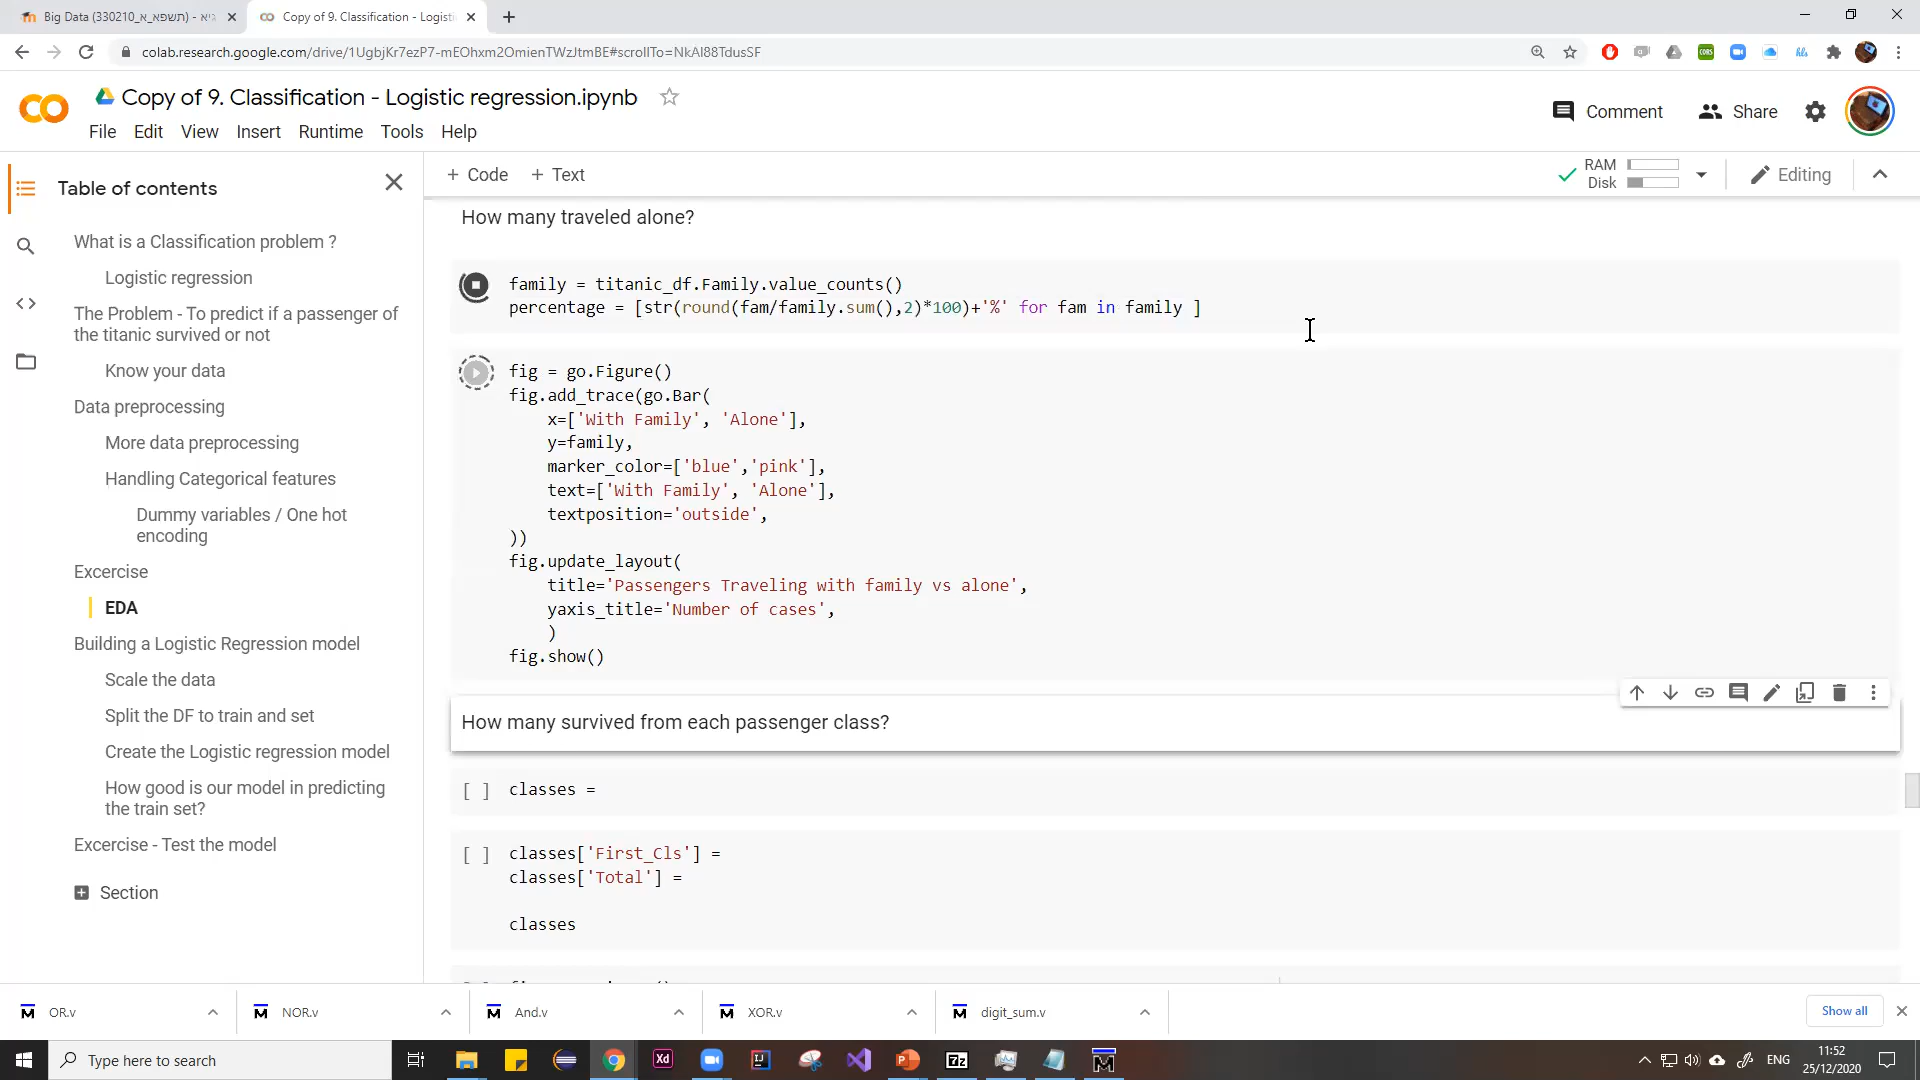 Big Data (330210_תשפא_א) - גיא
Copy of 9. Classification - Logisti
colab.research.google.com/drive/1UgbjKr7ezP7-mEOhxm2OmienTWzJtmBE#scrollTo=NkAI88TdusSF
Copy of 9. Classification - Logistic regression.ipynb
File Edit View Insert Runtime Tools Help
Comment Share
Table of contents
+ Code + Text
RAM
Disk
Editing
What is a Classification problem ?
Logistic regression
The Problem - To predict if a passenger of
the titanic survived or not
Know your data
Data preprocessing
More data preprocessing
Handling Categorical features
Dummy variables / One hot
encoding
Excercise
EDA
Building a Logistic Regression model
Scale the data
Split the DF to train and set
Create the Logistic regression model
How good is our model in predicting
the train set?
Excercise - Test the model
Section
How many traveled alone?
family = titanic_df.Family.value_counts()
percentage = [str(round(fam/family.sum(),2)*100)+'%' for fam in family ]
fig = go.Figure()
fig.add_trace(go.Bar(
x=['With Family', 'Alone'],
y=family,
marker_color=['blue','pink'],
text=['With Family', 'Alone'],
textposition='outside',
))
fig.update_layout(
title='Passengers Traveling with family vs alone',
yaxis_title='Number of cases',
)
fig.show()
How many survived from each passenger class?
[ ] classes =
[ ] classes['First_Cls'] =
classes['Total'] =
classes
OR.v
NOR.v
And.v
XOR.v
digit_sum.v
Show all
Type here to search
ENG
11:52
25/12/2020